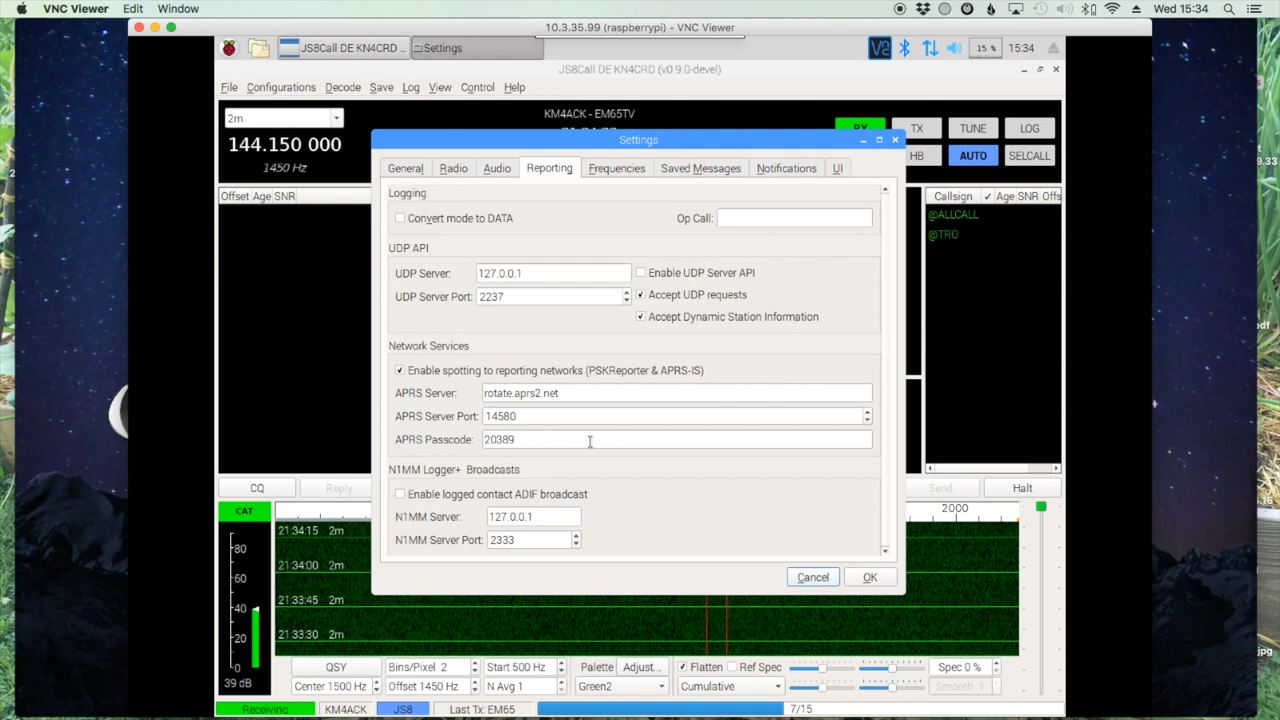 VNC Viewer Edit Window Wed 15:34
10.3.35.99 (raspberrypi) - VNC Viewer
JS8Call DE KN4CRD ... Settings V2 15 % 15:34
JS8Call DE KN4CRD (v0.9.0-devel)
File Configurations Decode Save Log View Control Help
2m
KM4ACK - EM65TV
144.150 000
1450 Hz
TX TUNE LOG
HB AUTO SELCALL
Offset Age SNR
Callsign ✓ Age SNR Offs
@ALLCALL
@TRO
Settings
General Radio Audio Reporting Frequencies Saved Messages Notifications UI
Logging
Convert mode to DATA Op Call:
UDP API
UDP Server: 127.0.0.1 Enable UDP Server API
UDP Server Port: 2237 Accept UDP requests
Accept Dynamic Station Information
Network Services
Enable spotting to reporting networks (PSKReporter & APRS-IS)
APRS Server: rotate.aprs2.net
APRS Server Port: 14580
APRS Passcode: 20389
N1MM Logger+ Broadcasts
Enable logged contact ADIF broadcast
N1MM Server: 127.0.0.1
N1MM Server Port: 2333
Cancel OK
CQ Reply Send Halt
CAT
2000
21:34:15 2m
21:34:00 2m
21:33:45 2m
21:33:30 2m
80
60
40
20
0
39 dB
QSY Bins/Pixel 2 Start 500 Hz Palette Adjust... Flatten Ref Spec Spec 0 %
Center 1500 Hz Offset 1450 Hz N Avg 1 Green2 Cumulative Smooth 1
Receiving KM4ACK JS8 Last Tx: EM65 7/15
pdf
.16
jpg